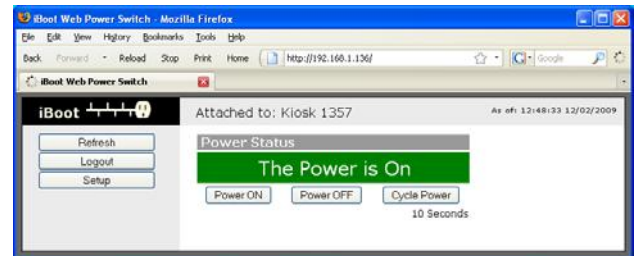 iBoot Web Power Switch - Mozilla Firefox
File Edit View History Bookmarks Tools Help
Back Forward Reload Stop Print Home http://192.160.1.136/ Google
iBoot Web Power Switch
iBoot Attached to: Kiosk 1357 As of: 12:48:33 12/02/2009
Refresh
Logout
Setup
Power Status
The Power is On
Power ON Power OFF Cycle Power
10 Seconds